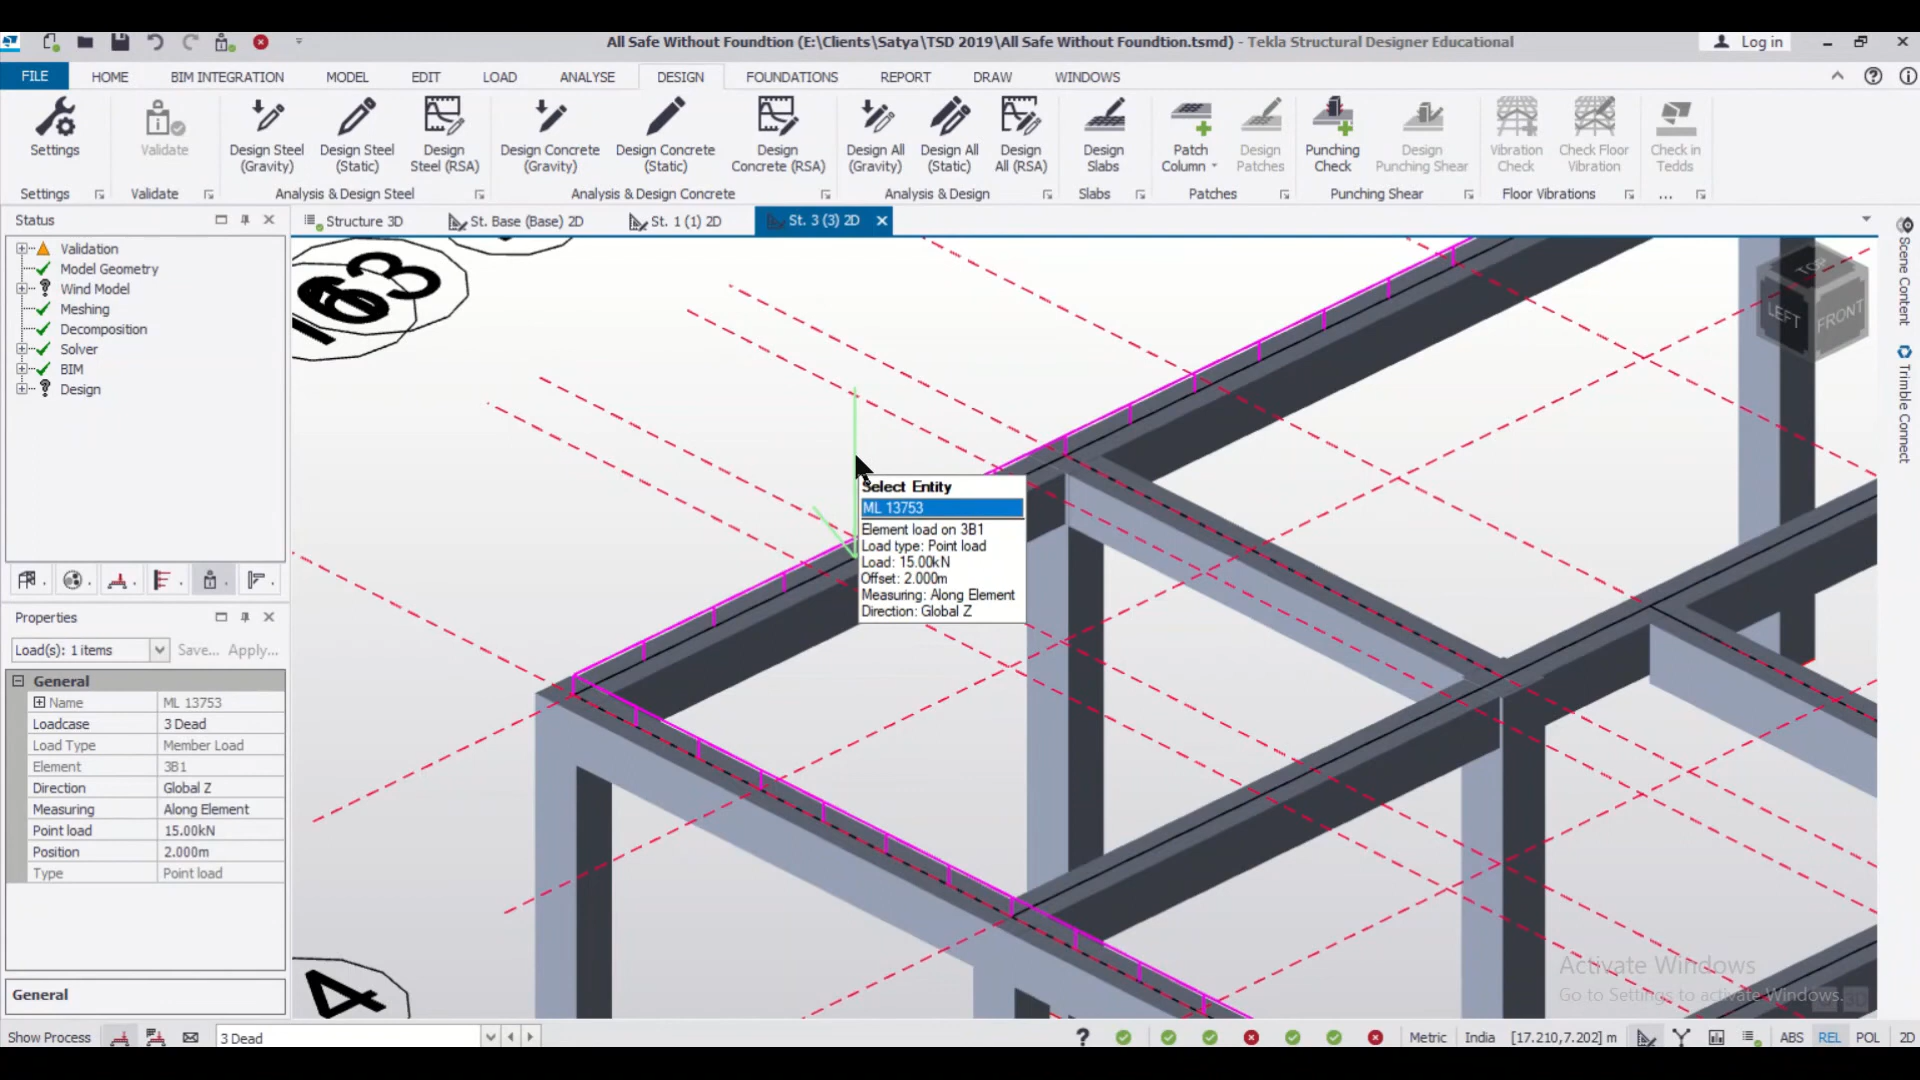 All Safe Without Foundtion (E:\Clients\Satya\TSD 2019\All Safe Without Foundtion.tsmd) - Tekla Structural Designer Educational
Log in
FILE HOME BIM INTEGRATION MODEL EDIT LOAD ANALYSE DESIGN FOUNDATIONS REPORT DRAW WINDOWS
Settings
Validate
Design Steel (Gravity)
Design Steel (Static)
Design Steel (RSA)
Design Concrete (Gravity)
Design Concrete (Static)
Design Concrete (RSA)
Design All (Gravity)
Design All (Static)
Design All (RSA)
Design Slabs
Patch Column
Design Patches
Punching Check
Design Punching Shear
Vibration Check
Check Floor Vibration
Check in Tedds
Settings Validate Analysis & Design Steel Analysis & Design Concrete Analysis & Design Slabs Patches Punching Shear Floor Vibrations ...
Status
Structure 3D St. Base (Base) 2D St. 1 (1) 2D St. 3 (3) 2D
Validation
Model Geometry
Wind Model
Meshing
Decomposition
Solver
BIM
Design
Scene Content
Trimble Connect
TOP
LEFT FRONT
Select Entity
ML 13753
Element load on 3B1
Load type: Point load
Load: 15.00kN
Offset: 2.000m
Measuring: Along Element
Direction: Global Z
Properties
Load(s): 1 items Save... Apply...
General
Name ML 13753
Loadcase 3 Dead
Load Type Member Load
Element 3B1
Direction Global Z
Measuring Along Element
Point load 15.00kN
Position 2.000m
Type Point load
General
4
Activate Windows
Go to Settings to activate Windows.
Show Process 3 Dead Metric India [17.210,7.202] m ABS REL POL 2D